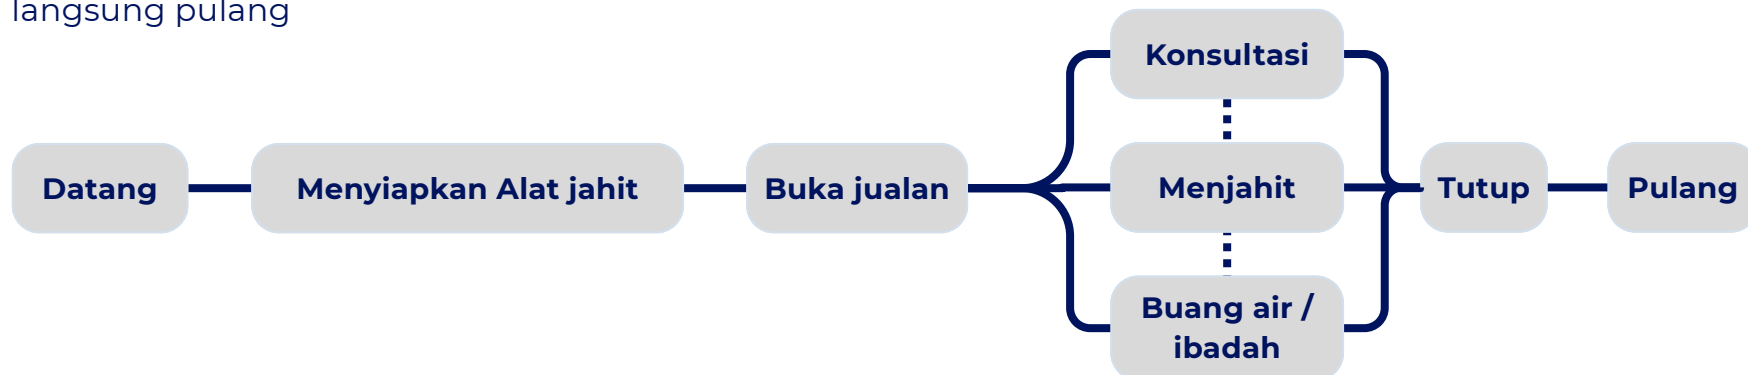 langsung pulang
Konsultasi
Datang
Menyiapkan Alat jahit
Buka jualan
Menjahit
Tutup
Pulang
Buang air /
ibadah